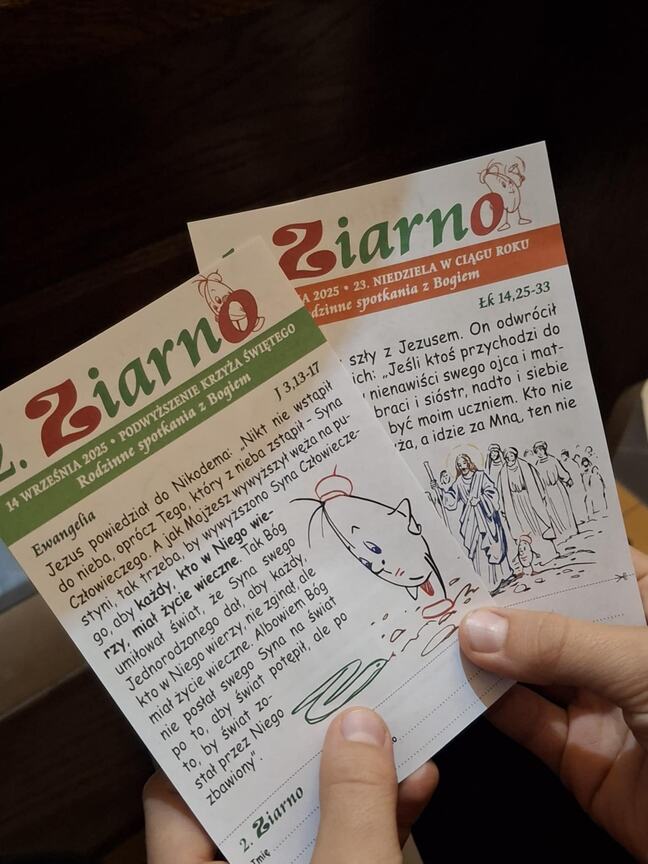 2. Ziarno
14 WRZEŚNIA 2025 • PODWYŻSZENIE KRZYŻA ŚWIĘTEGO
Rodzinne spotkania z Bogiem
Ewangelia
J 3,13-17
Jezus powiedział do Nikodema: „Nikt nie wstąpił
do nieba, oprócz Tego, który z nieba zstąpił – Syna
Człowieczego. A jak Mojżesz wywyższył węża na pu-
styni, tak trzeba, by wywyższono Syna Człowiecze-
go, aby każdy, kto w Niego wie-
rzy, miał życie wieczne. Tak Bóg
umiłował świat, że Syna swego
Jednorodzonego dał, aby każdy,
kto w Niego wierzy, nie zginął ale
miał życie wieczne. Albowiem Bóg
nie posłał swego Syna na świat
po to, aby świat potępił, ale po
to, by świat zo-
stał przez Niego
zbawiony".
2. Ziarno
Imię
Ziarno
2025 • 23. NIEDZIELA W CIĄGU ROKU
spotkania z Bogiem
Łk 14,25-33
szły z Jezusem. On odwrócił
ich: „Jeśli ktoś przychodzi do
nienawiści swego ojca i mat-
braci i sióstr, nadto i siebie
być moim uczniem. Kto nie
a idzie za Mną, ten nie